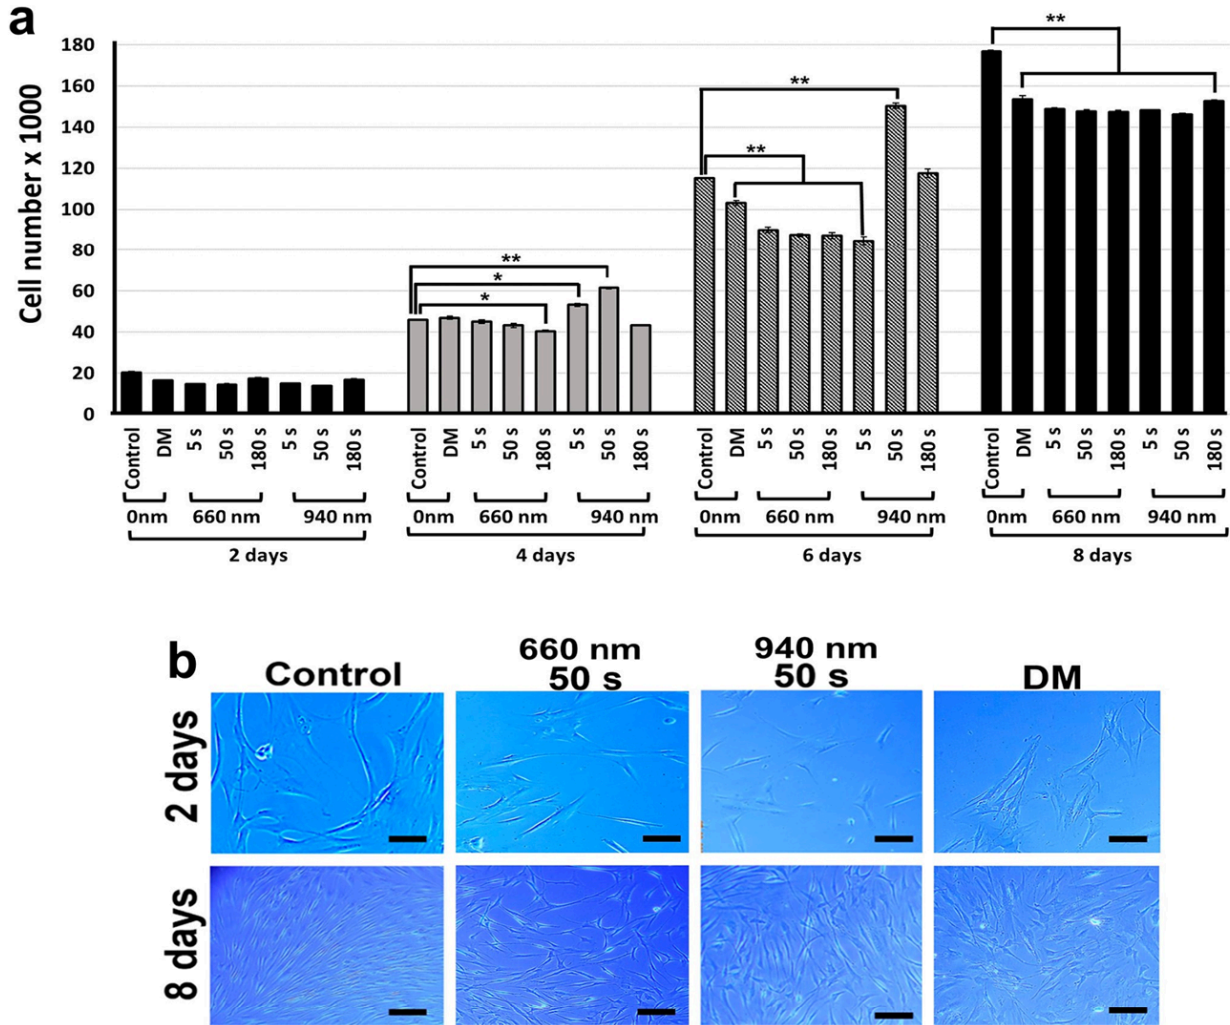 a
Cell number x 1000
180
160
140
120
100
80
60
40
20
0
**
*
*
**
**
**
Control DM 5 s 50 s 180 s 5 s 50 s 180 s Control DM 5 s 50 s 180 s 5 s 50 s 180 s Control DM 5 s 50 s 180 s 5 s 50 s 180 s Control DM 5 s 50 s 180 s 5 s 50 s 180 s
0nm 660 nm 940 nm 0nm 660 nm 940 nm 0nm 660 nm 940 nm 0nm 660 nm 940 nm
2 days 4 days 6 days 8 days
b
Control
660 nm
50 s
940 nm
50 s
DM
2 days
8 days